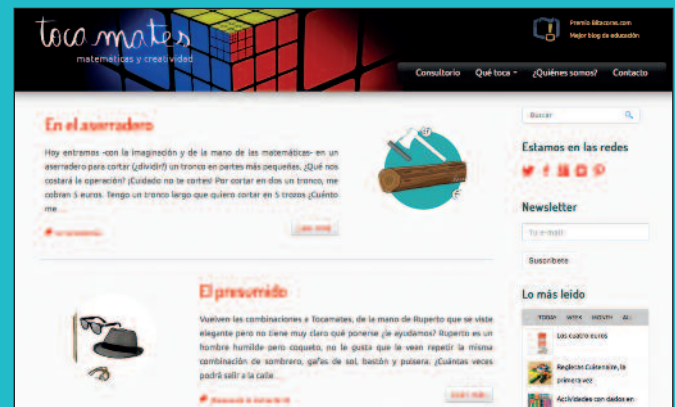 toca mates
matemáticas y creatividad
Premio Bitacoras.com
Mejor blog de educación
Consultorio Qué toca ¿Quiénes somos? Contacto
En el aserradero
Hoy entramos -con la imaginación y de la mano de las matemáticas- en un
aserradero para cortar (¿dividir?) un tronco en partes más pequeñas. ¿Qué nos
costará la operación? ¡Cuidado no te cortes! Por cortar en dos un tronco, me
cobran 5 euros. Tengo un tronco largo que quiero cortar en 5 trozos ¿Cuánto
me
El presumido
Vuelven las combinaciones a Tocamates, de la mano de Ruperto que se viste
elegante pero no tiene muy claro qué ponerse ¿le ayudamos? Ruperto es un
hombre humilde pero coqueto, no le gusta que le vean repetir la misma
combinación de sombrero, gafas de sol, bastón y pulsera. ¿Cuántas veces
podrá salir a la calle
Buscar
Estamos en las redes
Newsletter
Tu e-mail
Suscríbete
Lo más leído
TODAY WEEK MONTH ALL
Los cuatro euros
Regletas Cuisenaire, la
primera vez
Actividades con dados en